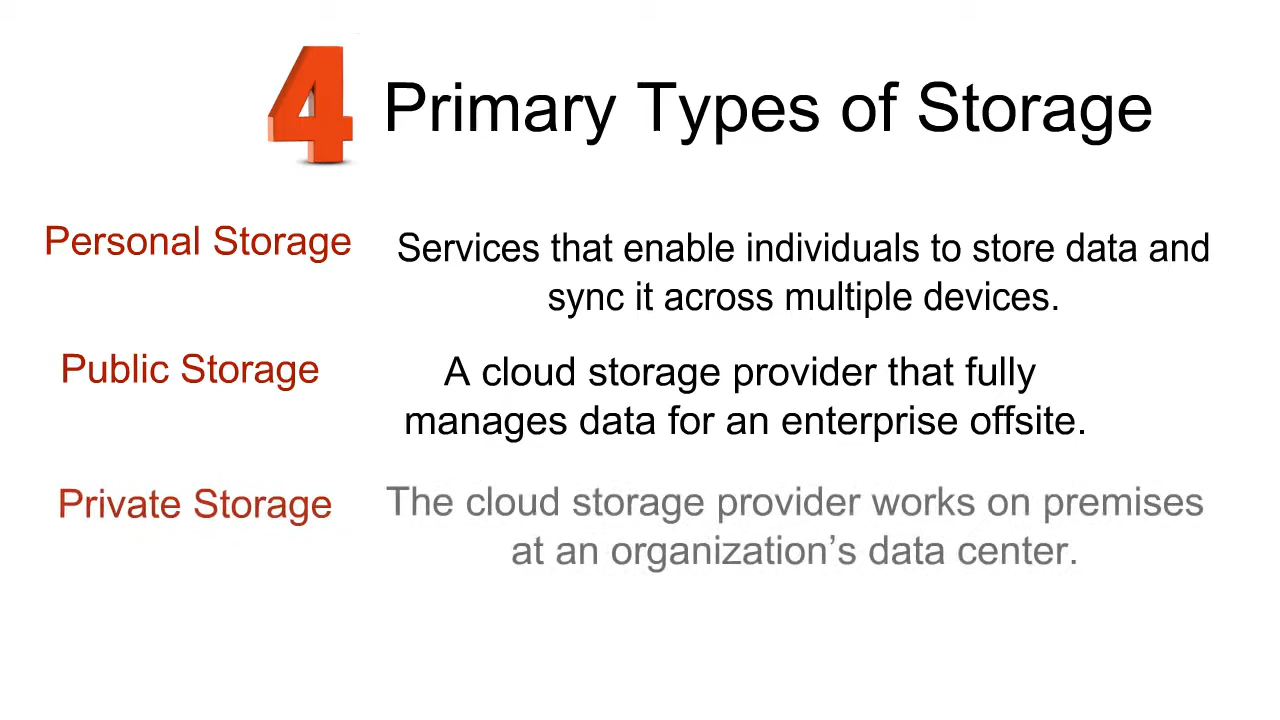 4 Primary Types of Storage
Personal Storage
Services that enable individuals to store data and
sync it across multiple devices.
Public Storage
A cloud storage provider that fully
manages data for an enterprise offsite.
Private Storage
The cloud storage provider works on premises
at an organization’s data center.